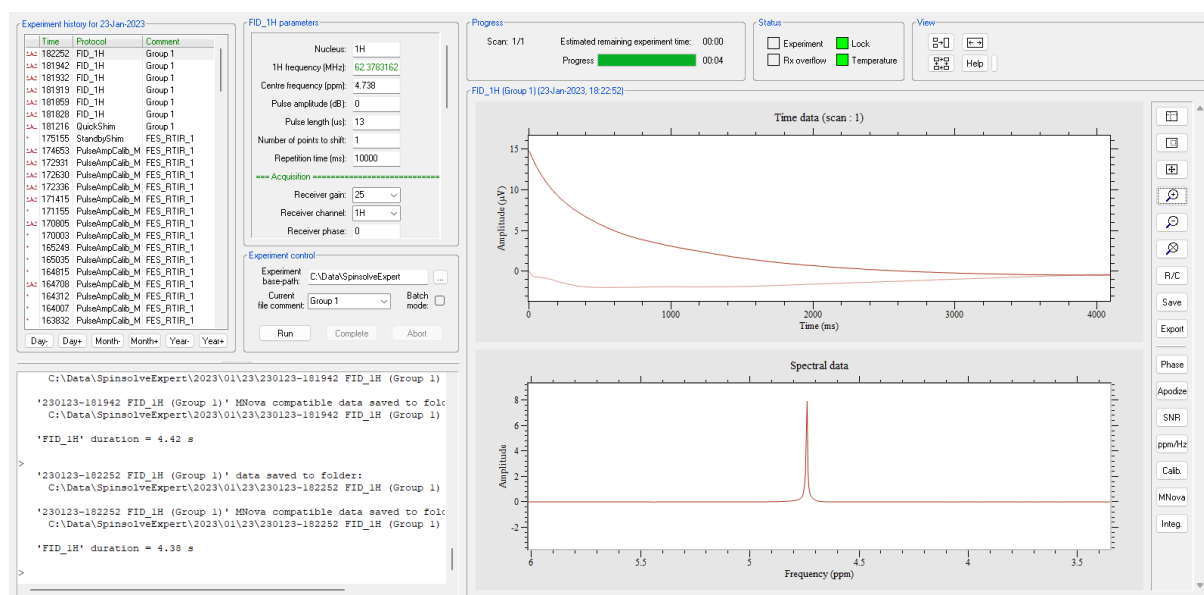 Experiment history for 23-Jan-2023
Time Protocol Comment
182252 FID_1H Group 1
181942 FID_1H Group 1
181932 FID_1H Group 1
181919 FID_1H Group 1
181859 FID_1H Group 1
181828 FID_1H Group 1
181216 QuickShim Group 1
175155 StandbyShim FES_RTIR_1
174653 PulseAmpCalib_M FES_RTIR_1
172931 PulseAmpCalib_M FES_RTIR_1
172630 PulseAmpCalib_M FES_RTIR_1
172336 PulseAmpCalib_M FES_RTIR_1
171415 PulseAmpCalib_M FES_RTIR_1
171155 PulseAmpCalib_M FES_RTIR_1
170805 PulseAmpCalib_M FES_RTIR_1
170003 PulseAmpCalib_M FES_RTIR_1
165249 PulseAmpCalib_M FES_RTIR_1
165035 PulseAmpCalib_M FES_RTIR_1
164815 PulseAmpCalib_M FES_RTIR_1
164708 PulseAmpCalib_M FES_RTIR_1
164312 PulseAmpCalib_M FES_RTIR_1
164007 PulseAmpCalib_M FES_RTIR_1
163832 PulseAmpCalib_M FES_RTIR_1
Day- Day+ Month- Month+ Year- Year+
FID_1H parameters
Nucleus: 1H
1H frequency (MHz): 62.3783162
Centre frequency (ppm): 4.738
Pulse amplitude (dB): 0
Pulse length (us): 13
Number of points to shift: 1
Repetition time (ms): 10000
=== Acquisition ===========================
Receiver gain: 25
Receiver channel: 1H
Receiver phase: 0
Experiment control
Experiment base-path: C:\Data\SpinsolveExpert ...
Current file comment: Group 1 Batch mode:
Run Complete Abort
Progress
Scan: 1/1 Estimated remaining experiment time: 00:00
Progress 00:04
Status
Experiment Lock
Rx overflow Temperature
View
Help
C:\Data\SpinsolveExpert\2023\01\23\230123-181942 FID_1H (Group 1)
'230123-181942 FID_1H (Group 1)' MNova compatible data saved to fold
C:\Data\SpinsolveExpert\2023\01\23\230123-181942 FID_1H (Group 1)
'FID_1H' duration = 4.42 s
>
'230123-182252 FID_1H (Group 1)' data saved to folder:
C:\Data\SpinsolveExpert\2023\01\23\230123-182252 FID_1H (Group 1)
'230123-182252 FID_1H (Group 1)' MNova compatible data saved to fold
C:\Data\SpinsolveExpert\2023\01\23\230123-182252 FID_1H (Group 1)
'FID_1H' duration = 4.38 s
>
FID_1H (Group 1) (23-Jan-2023, 18:22:52)
Time data (scan : 1)
Amplitude (μV)
15
10
5
0
0 1000 2000 3000 4000
Time (ms)
Spectral data
Amplitude
8
6
4
2
0
-2
6 5.5 5 4.5 4 3.5
Frequency (ppm)
R/C
Save
Export
Phase
Apodize
SNR
ppm/Hz
Calib.
MNova
Integ.